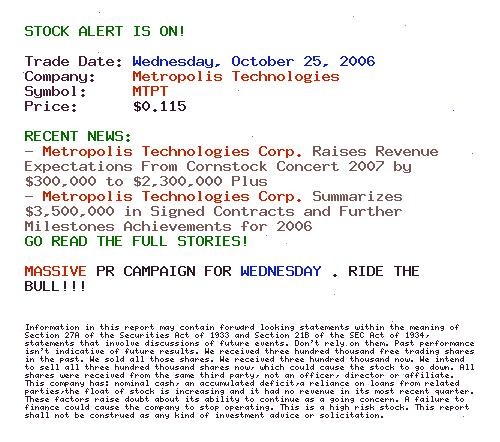 STOCK ALERT IS ON!
Trade Date: Wednesday, October 25, 2006
Company: Metropolis Technologies
Symbol: MTPT
Price: $0.115
RECENT NEWS:
- Metropolis Technologies Corp. Raises Revenue
Expectations From Cornstock Concert 2007 by
$300,000 to $2,300,000 Plus
- Metropolis Technologies Corp. Summarizes
$3,500,000 in Signed Contracts and Further
Milestones Achievements for 2006
GO READ THE FULL STORIES!
MASSIVE PR CAMPAIGN FOR WEDNESDAY . RIDE THE
BULL!!!
Information in this report may contain forward looking statements within the meaning of
Section 27A of the Securities Act of 1933 and Section 21B of the SEC Act of 1934,
statements that involve discussions of future events. Don't rely on them. Past performance
isn't indicative of future results. We received three hundred thousand free trading shares
in the past. We sold all those shares. We received three hundred thousand now. We intend
to sell all three hundred thousand shares now, which could cause the stock to go down. All
shares were received from the same third party, not an officer, director or affiliate.
This company has: nominal cash, an accumulated deficit,a reliance on loans from related
parties,the float of stock is increasing and it had no revenue in its most recent quarter.
These factors raise doubt about its ability to continue as a going concern. A failure to
finance could cause the company to stop operating. This is a high risk stock. This report
shall not be construed as any kind of investment advice or solicitation.